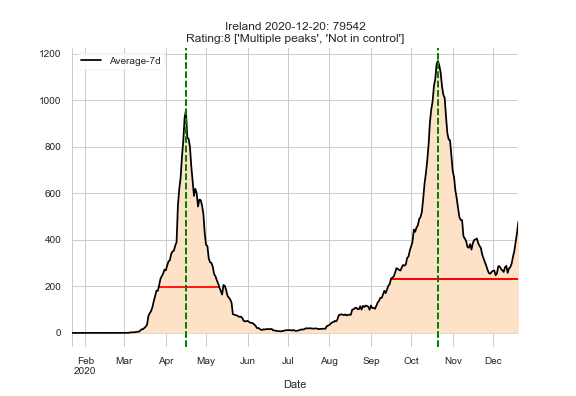 Ireland 2020-12-20: 79542
Rating:8 ['Multiple peaks', 'Not in control']
Average-7d
1200
1000
800
600
400
200
0
Feb Mar Apr May Jun Jul Aug Sep Oct Nov Dec
2020
Date